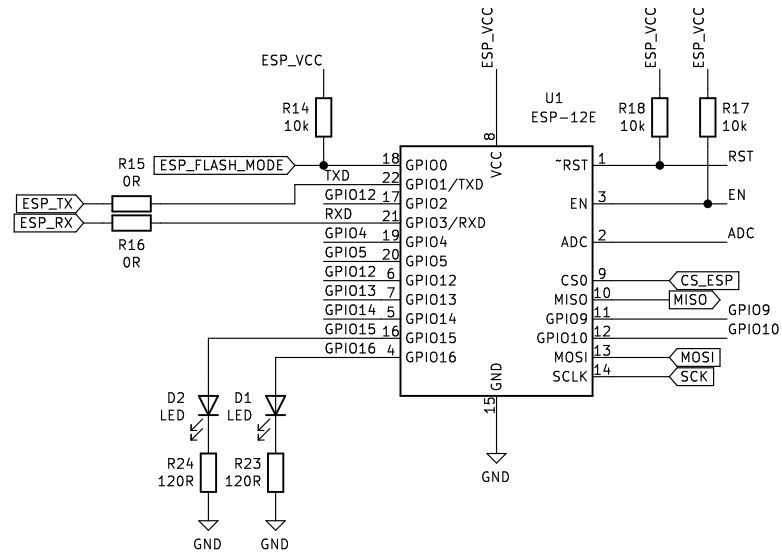 ESP_VCC
ESP_VCC
ESP_VCC
ESP_VCC
R14
10k
U1
ESP-12E
R18
10k
R17
10k
8
VCC
ESP_FLASH_MODE
18
GPIO0
~RST
1
RST
R15
0R
TXD
22
GPIO1/TXD
ESP_TX
GPIO12
17
GPIO2
EN
3
EN
ESP_RX
RXD
21
GPIO3/RXD
R16
0R
GPIO4
19
GPIO4
ADC
2
ADC
GPIO5
20
GPIO5
GPIO12
6
GPIO12
CS0
9
CS_ESP
GPIO13
7
GPIO13
MISO
10
MISO
GPIO14
5
GPIO14
GPIO9
11
GPIO9
GPIO15
16
GPIO15
GPIO10
12
GPIO10
GPIO16
4
GPIO16
MOSI
13
MOSI
SCLK
14
SCK
GND
15
GND
D2
LED
D1
LED
R24
120R
R23
120R
GND
GND